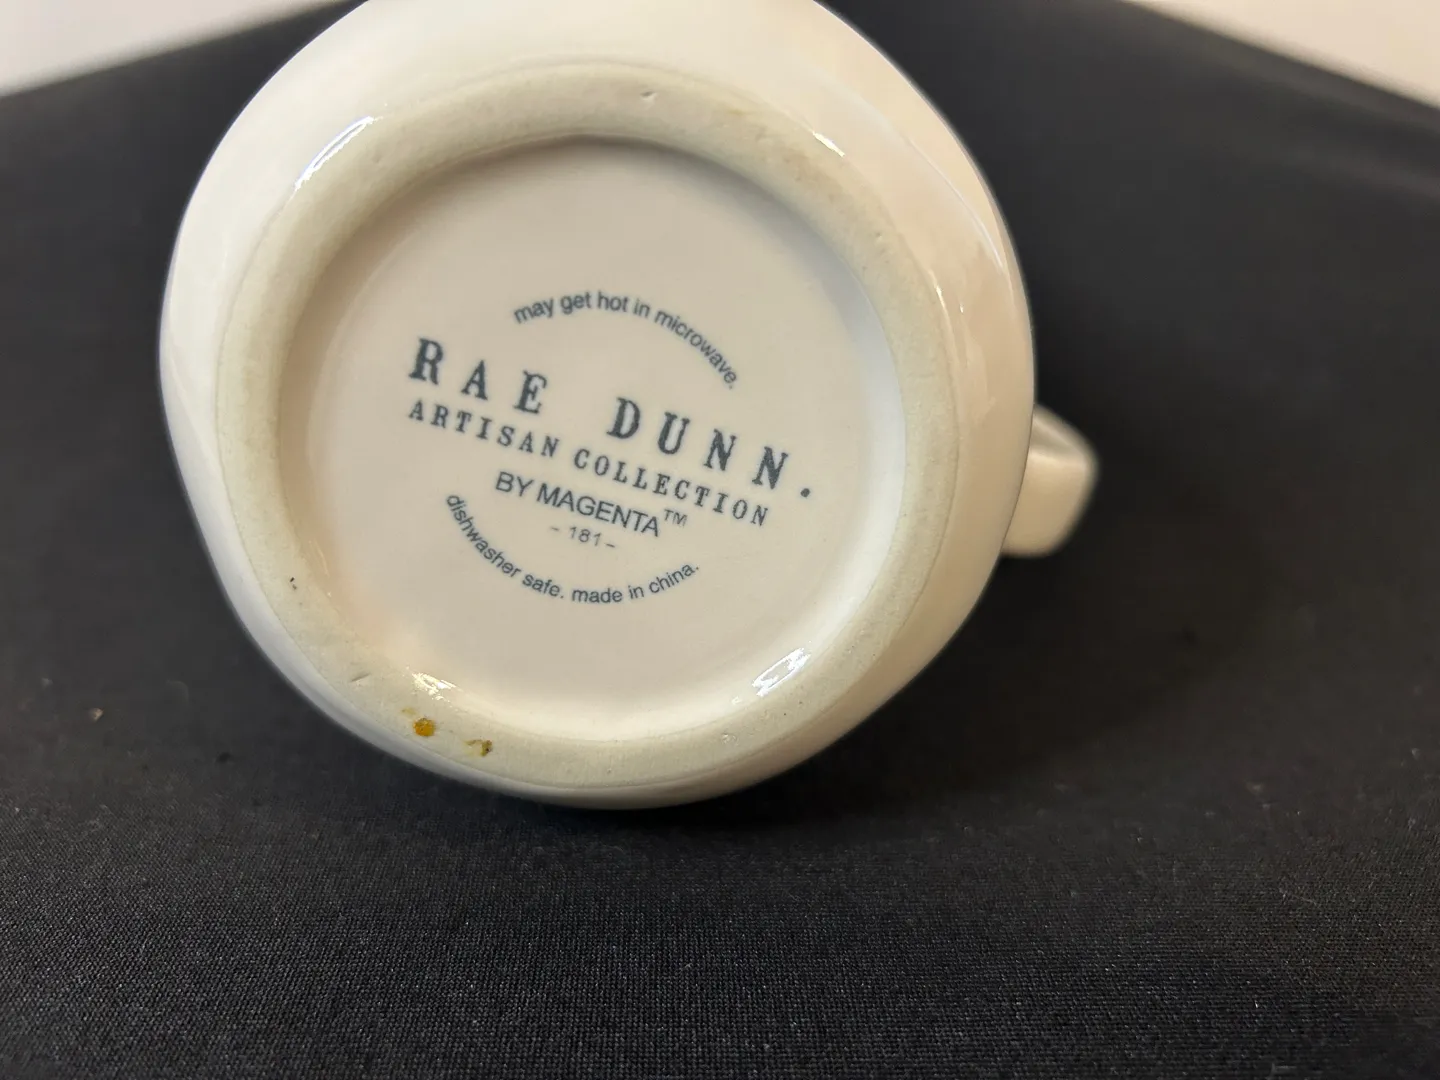 may get hot in microwave.
RAE DUNN.
ARTISAN COLLECTION
BY MAGENTA™
- 181 -
dishwasher safe. made in china.